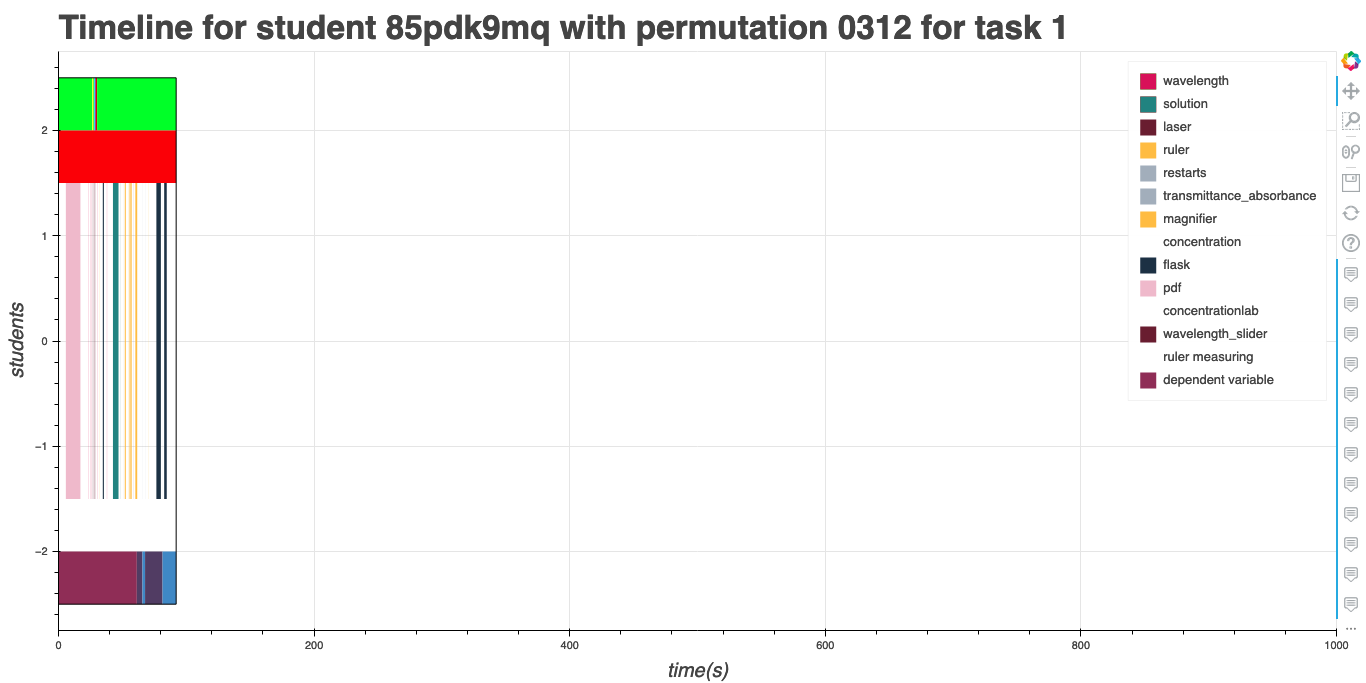 Timeline for student 85pdk9mq with permutation 0312 for task 1
wavelength
solution
laser
ruler
restarts
transmittance_absorbance
magnifier
concentration
flask
pdf
concentrationlab
wavelength_slider
ruler measuring
dependent variable
2
1
0
−1
−2
students
0 200 400 600 800 1000
time(s)